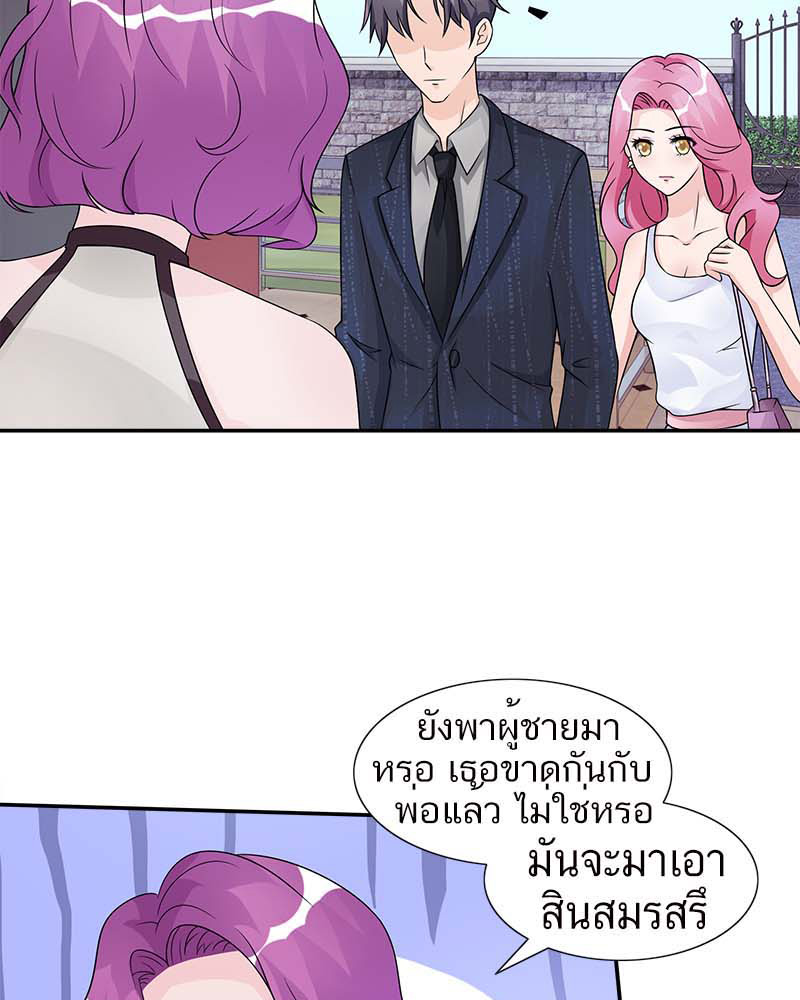 ยังพาผู้ชายมา
หรอ เธอขาดกันกับ
พ่อแล้ว ไม่ใช่หรอ
มันจะมาเอา
สินสมรสรึ